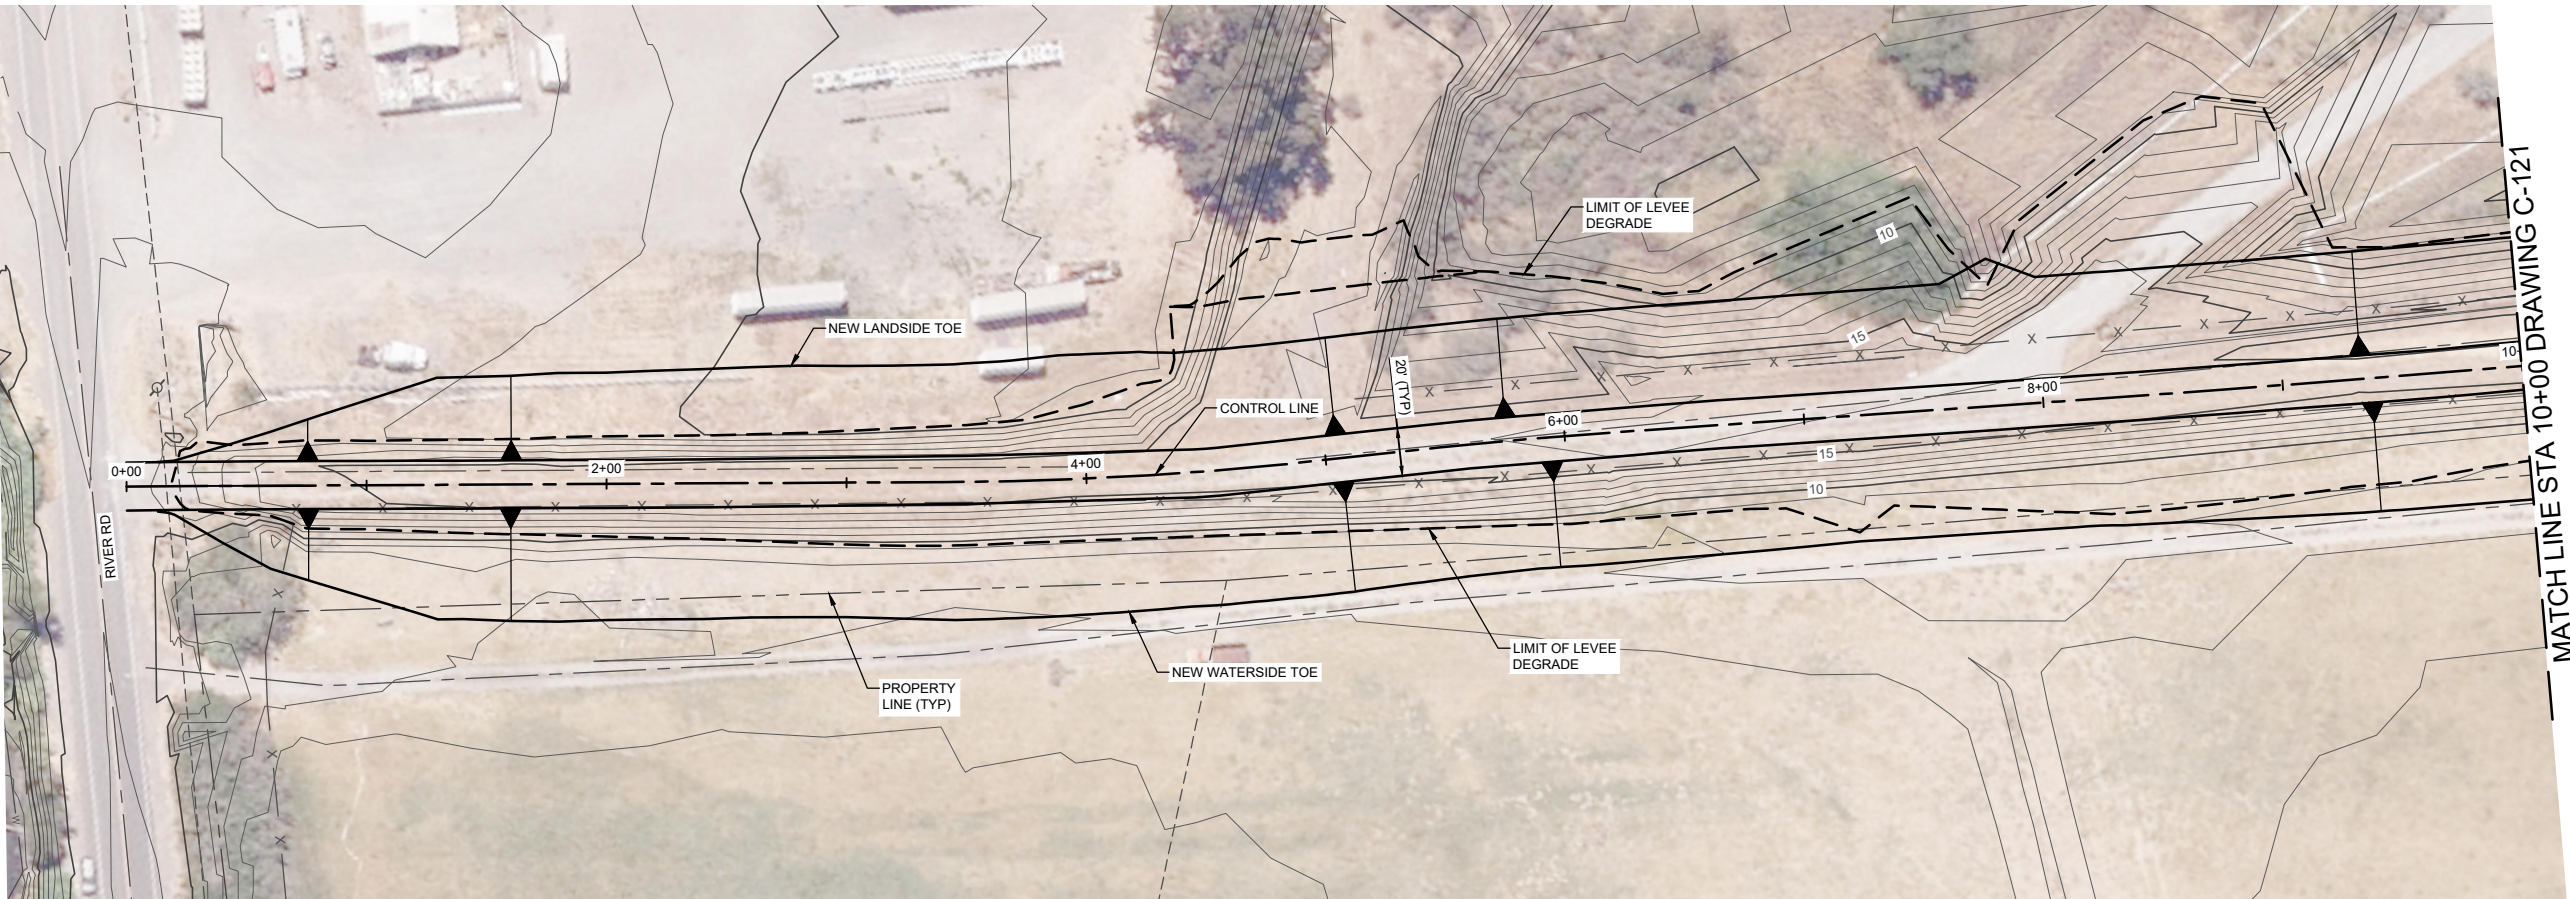 LIMIT OF LEVEE
DEGRADE
10
NEW LANDSIDE TOE
15
20' (TYP)
CONTROL LINE
8+00
6+00
10+
0+00
2+00
4+00
15
10
RIVER RD
LIMIT OF LEVEE
DEGRADE
NEW WATERSIDE TOE
PROPERTY
LINE (TYP)
MATCH LINE STA 10+00 DRAWING C-121